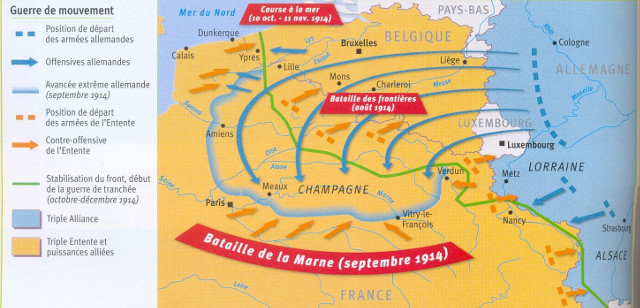 Guerre de mouvement
Position de départ
des armées allemandes
Offensives allemandes
Avancée extrême allemande
(septembre 1914)
Position de départ
des armées de l'Entente
Contre-offensive
de l'Entente
Stabilisation du front, début
de la guerre de tranchée
(octobre-décembre 1914)
Triple Alliance
Triple Entente et
puissances alliées
Mer du Nord
Course à la mer
(10 oct. - 11 nov. 1914)
PAYS-BAS
Dunkerque
Calais
Ypres
Lys
Escaut
Bruxelles
BELGIQUE
Rhin
Cologne
Lille
Liège
ALLEMAGNE
Mons
Charleroi
Meuse
Bataille des frontières
(août 1914)
Moselle
Somme
Amiens
LUXEMBOURG
Luxembourg
Oise
Aisne
LORRAINE
Seine
Meaux
CHAMPAGNE
Verdun
Metz
Paris
Marne
Vitry-le-
François
Nancy
Strasbourg
Bataille de la Marne (septembre 1914)
ALSACE
FRANCE